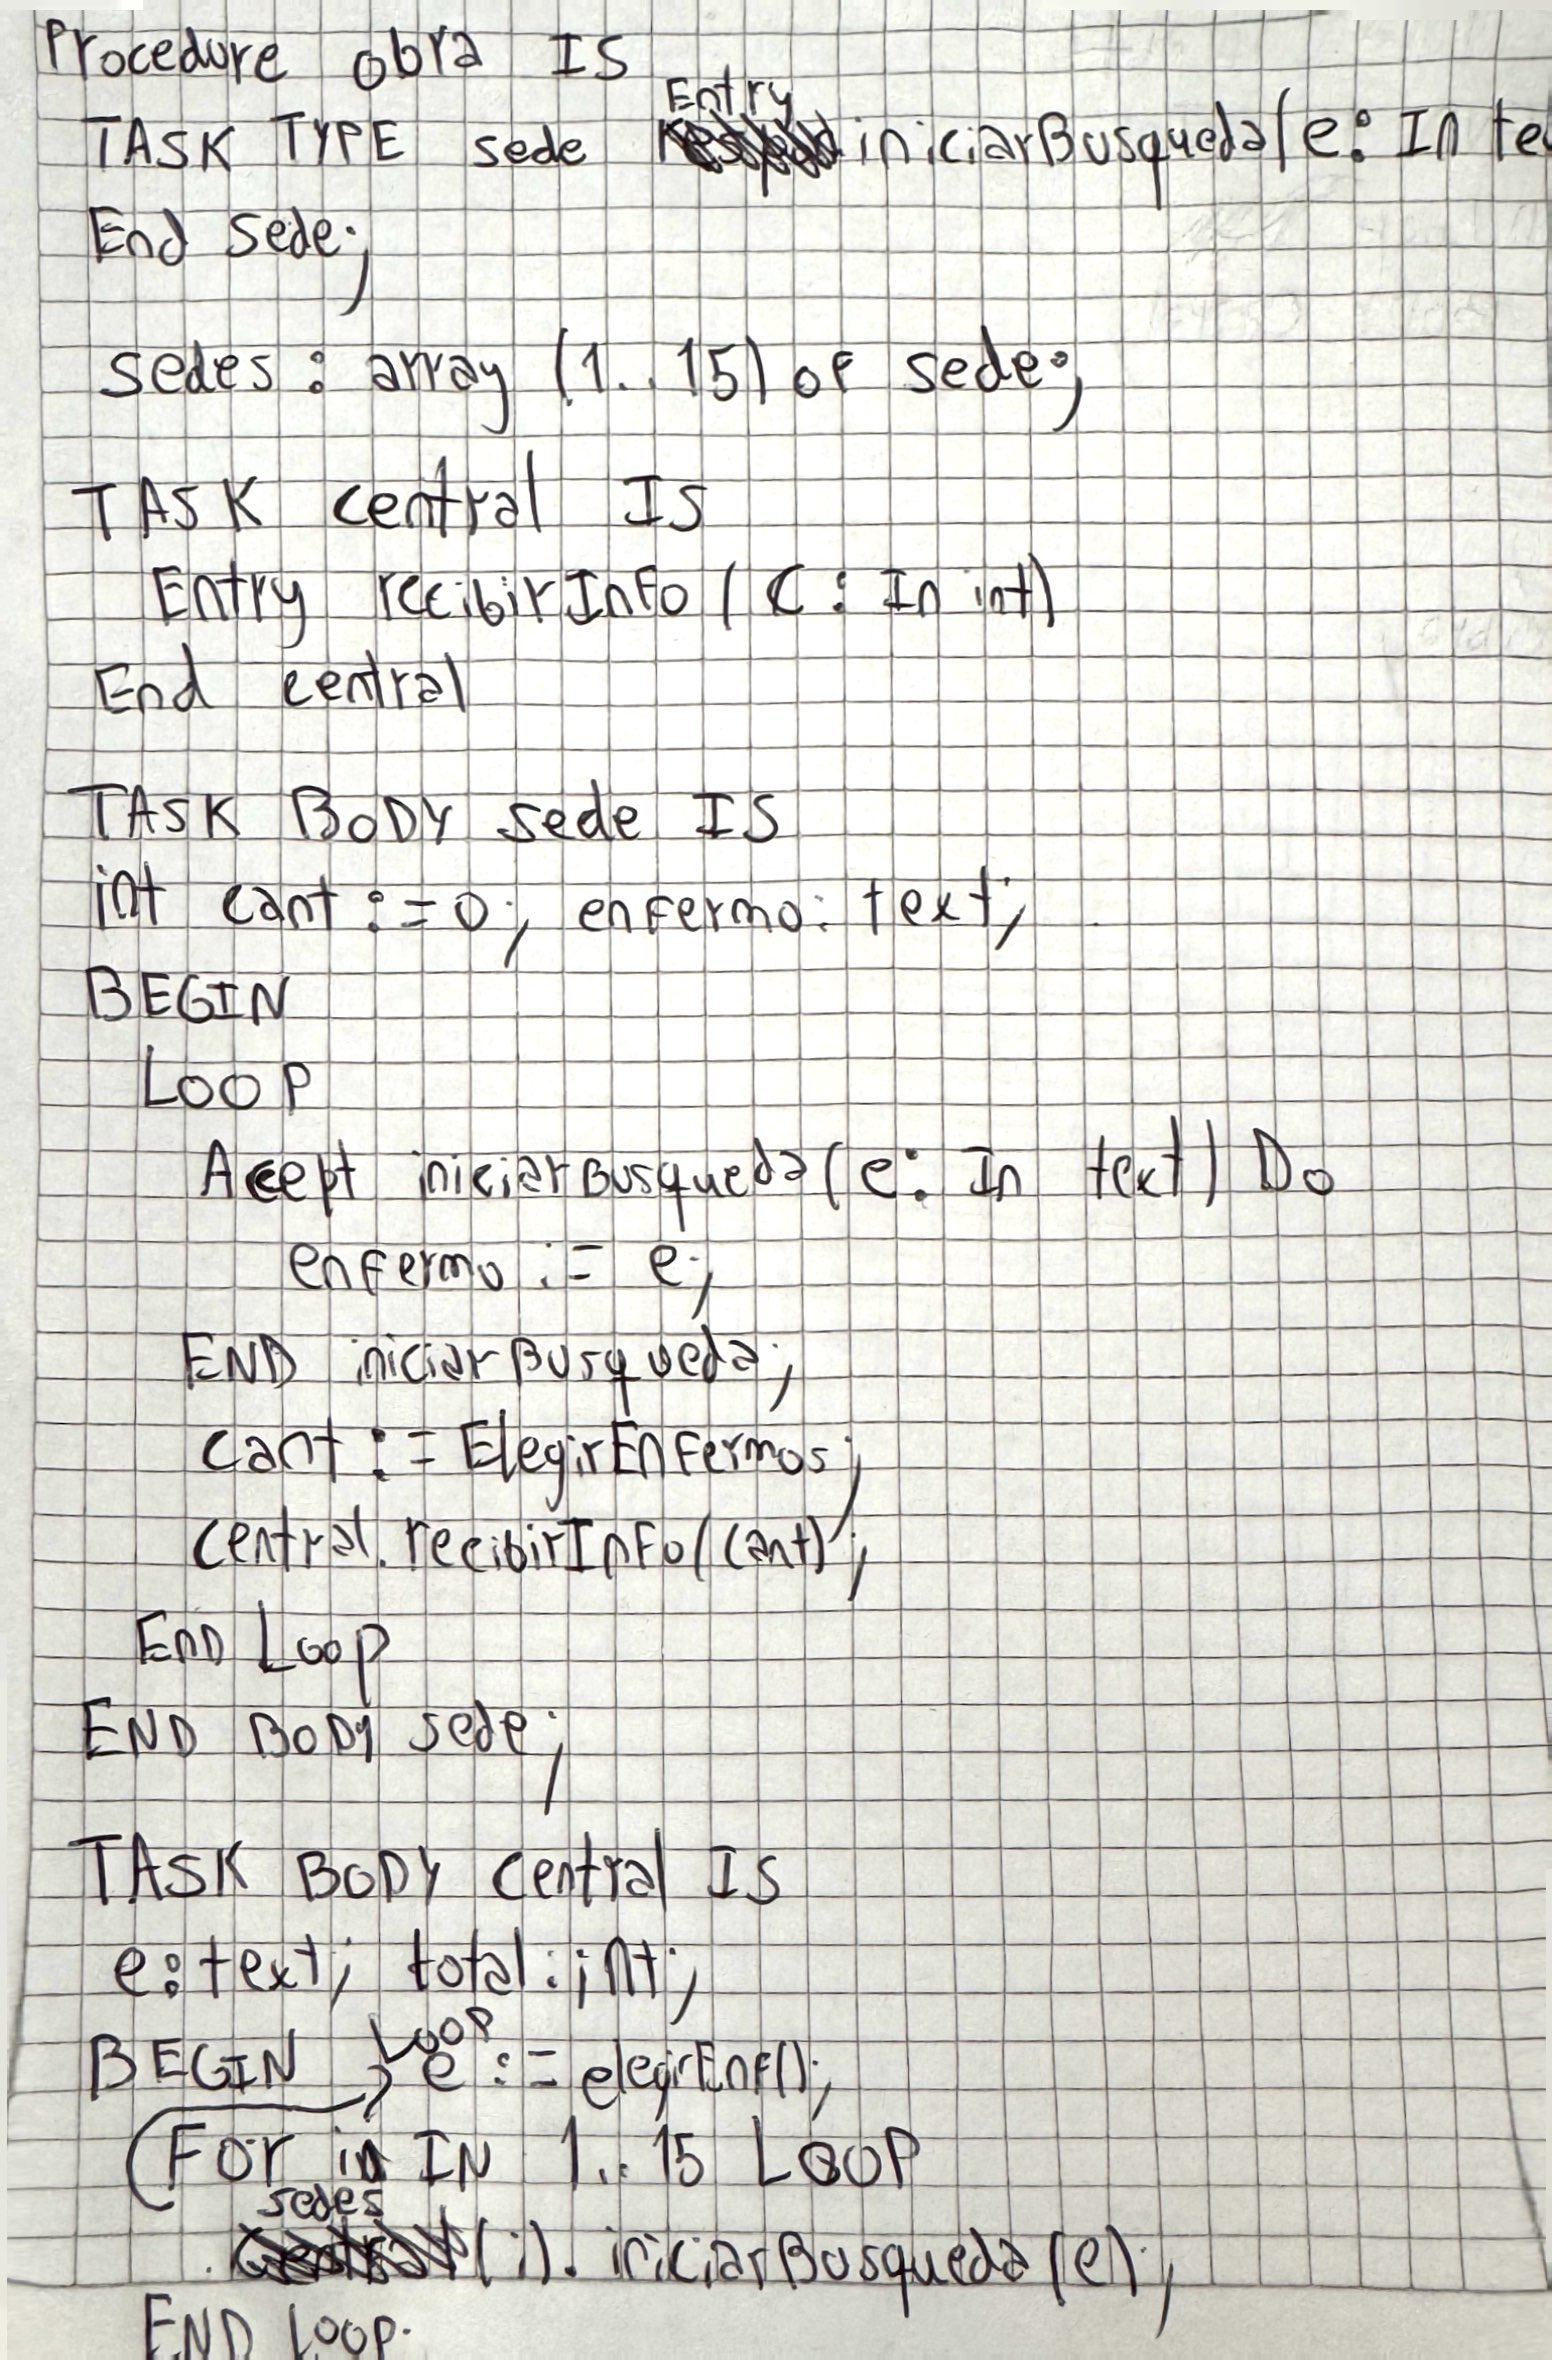 Procedure obra IS
TASK TYPE sede Entry iniciarBusqueda(e: In te
End sede;
sedes : array (1..15) of sede;
TASK central IS
Entry recibirInfo (C: In int)
End central
TASK BODY sede IS
int cant := 0; enfermo: text;
BEGIN
LOOP
Accept iniciarBusqueda(e: In text) Do
enfermo := e;
END iniciarBusqueda;
cant := ElegirEnfermos;
central.recibirInfo(cant);
END LOOP
END BODY sede;
TASK BODY central IS
e: text; total: int;
BEGIN LOOP e := elegirEnf();
For in IN 1..15 LOOP
sedes(i).iniciarBusqueda(e);
END LOOP;